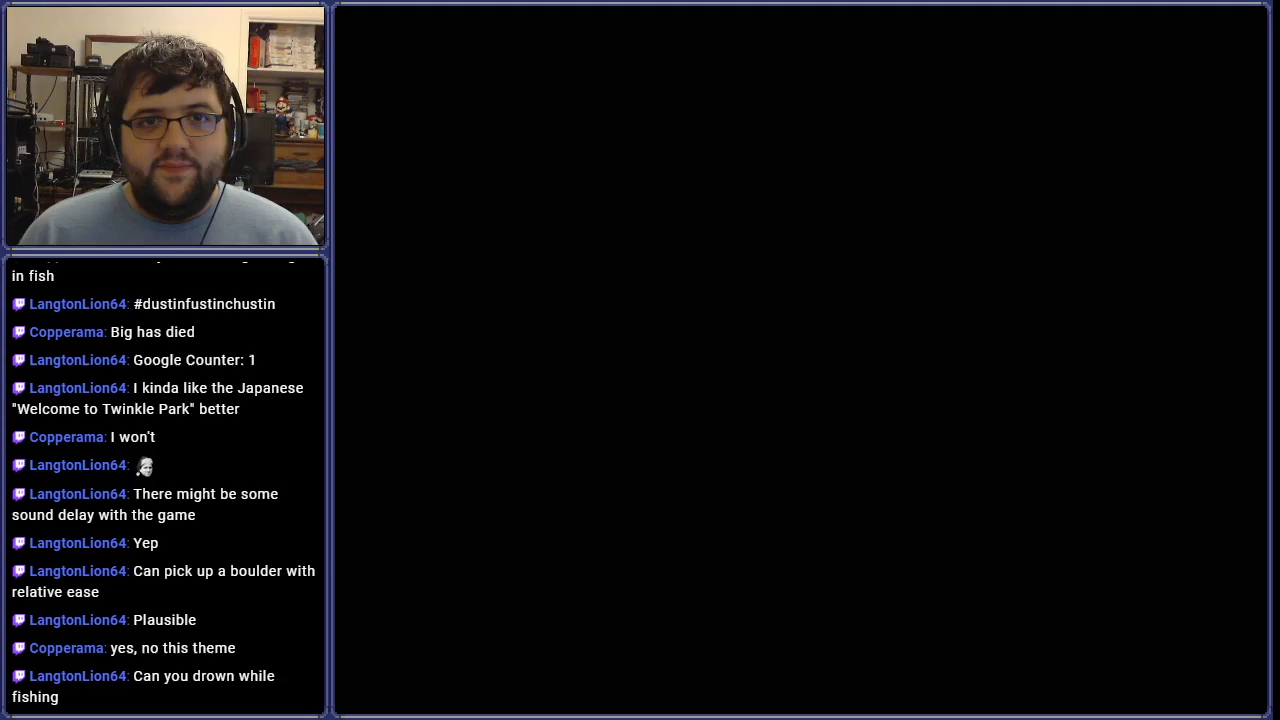 in fish
LangtonLion64: #dustinfustinchustin
Copperama: Big has died
LangtonLion64: Google Counter: 1
LangtonLion64: I kinda like the Japanese
"Welcome to Twinkle Park" better
Copperama: I won't
LangtonLion64:
LangtonLion64: There might be some
sound delay with the game
LangtonLion64: Yep
LangtonLion64: Can pick up a boulder with
relative ease
LangtonLion64: Plausible
Copperama: yes, no this theme
LangtonLion64: Can you drown while
fishing